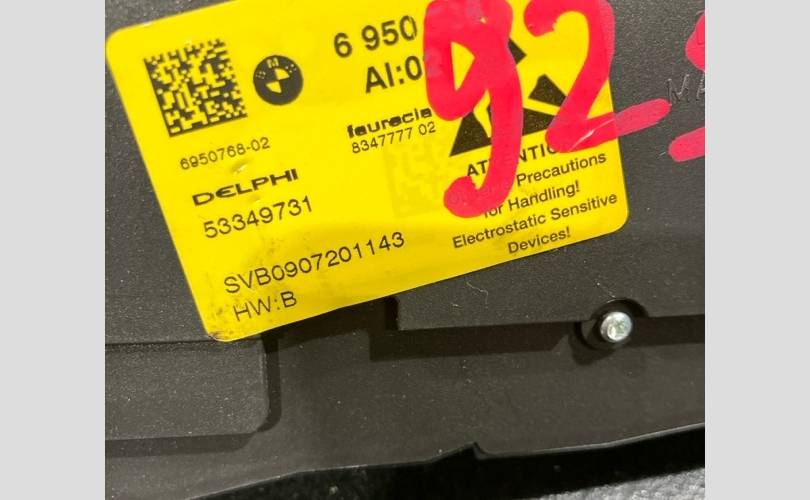 6 950
AI:0
6950768-02
faurecia
8347777 02
DELPHI
53349731
Precautions
for Handling!
Electrostatic Sensitive
Devices!
SVB0907201143
HW:B
92